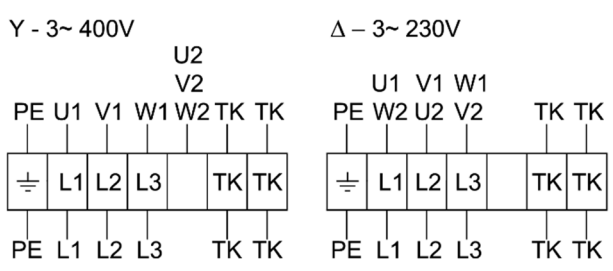 Y - 3~ 400V
U2
V2
PE U1 V1 W1 W2 TK TK
L1 L2 L3 TK TK
PE L1 L2 L3 TK TK
Δ – 3~ 230V
U1 V1 W1
PE W2 U2 V2 TK TK
L1 L2 L3 TK TK
PE L1 L2 L3 TK TK